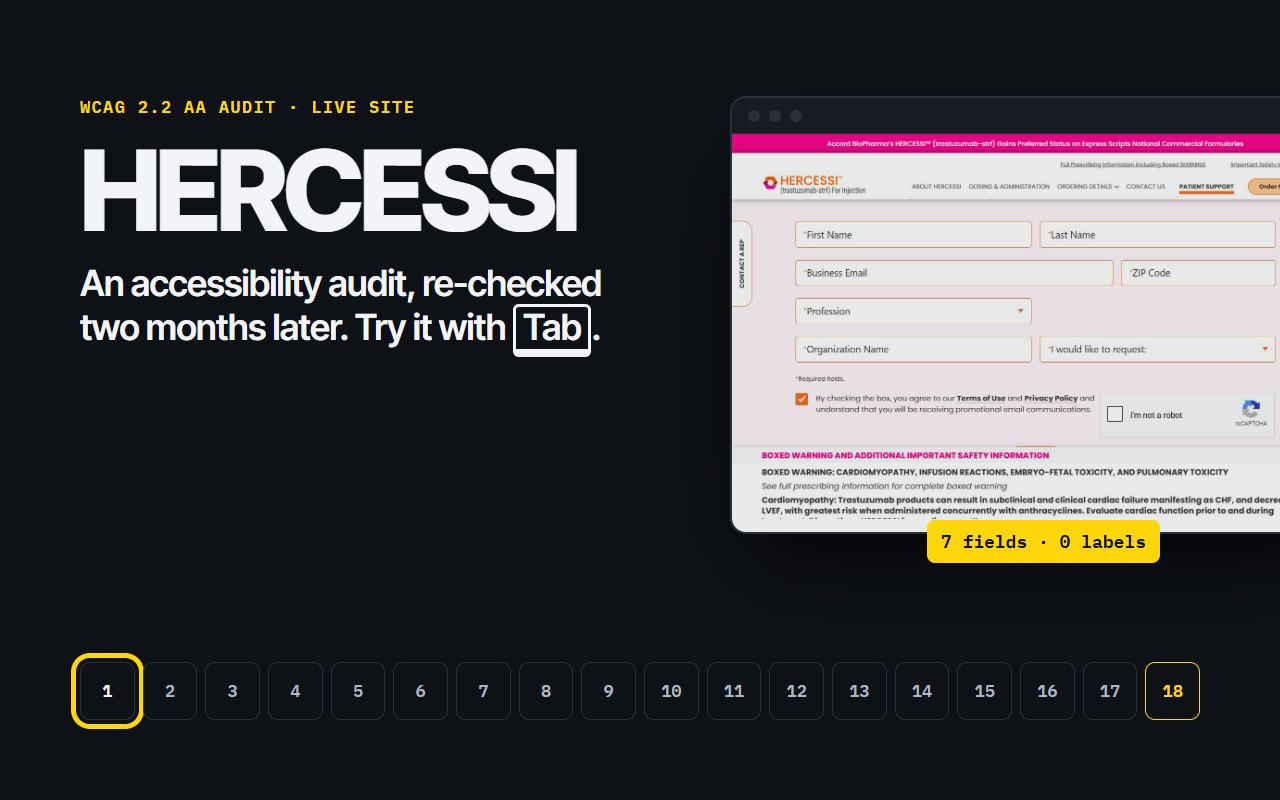 WCAG 2.2 AA AUDIT · LIVE SITE
HERCESSI
An accessibility audit, re-checked
two months later. Try it with Tab.
Accord BioPharma's HERCESSI™ (trastuzumab-strf) Gains Preferred Status on Express Scripts National Commercial Formularies
Full Prescribing Information Including Boxed WARNING
Important Safety
HERCESSI™
(trastuzumab-strf) For Injection
ABOUT HERCESSI
DOSING & ADMINISTRATION
ORDERING DETAILS
CONTACT US
PATIENT SUPPORT
Order
CONTACT A REP
*First Name
*Last Name
*Business Email
*ZIP Code
*Profession
*Organization Name
*I would like to request:
*Required fields.
By checking the box, you agree to our Terms of Use and Privacy Policy and
understand that you will be receiving promotional email communications.
I'm not a robot
reCAPTCHA
BOXED WARNING AND ADDITIONAL IMPORTANT SAFETY INFORMATION
BOXED WARNING: CARDIOMYOPATHY, INFUSION REACTIONS, EMBRYO-FETAL TOXICITY, AND PULMONARY TOXICITY
See full prescribing information for complete boxed warning
Cardiomyopathy: Trastuzumab products can result in subclinical and clinical cardiac failure manifesting as CHF, and
LVEF, with greatest risk when administered concurrently with anthracyclines. Evaluate cardiac function prior to and during
7 fields · 0 labels
1 2 3 4 5 6 7 8 9 10 11 12 13 14 15 16 17 18